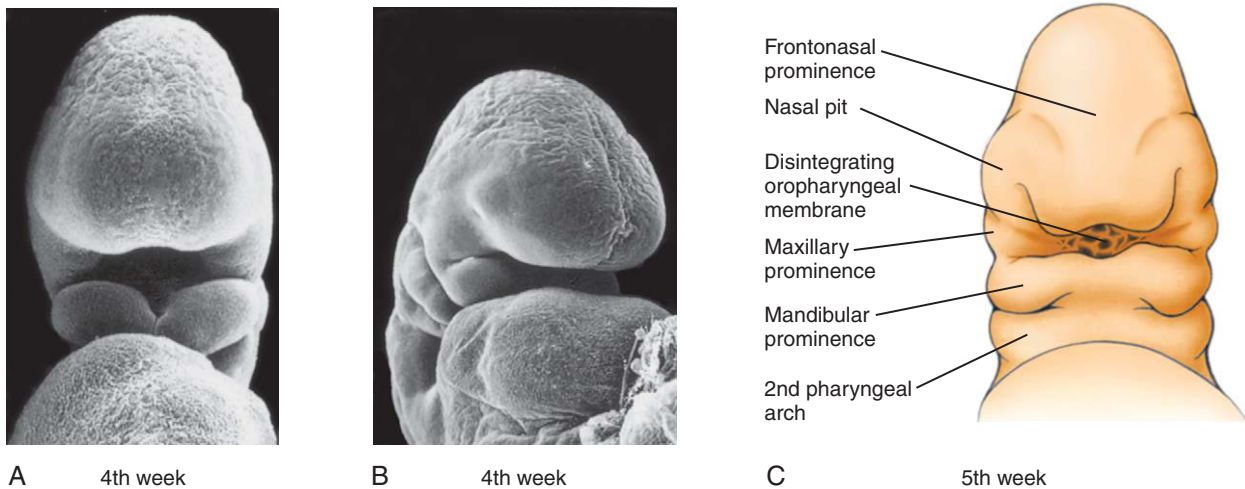 Frontonasal
prominence
Nasal pit
Disintegrating
oropharyngeal
membrane
Maxillary
prominence
Mandibular
prominence
2nd pharyngeal
arch
A 4th week
B 4th week
C 5th week